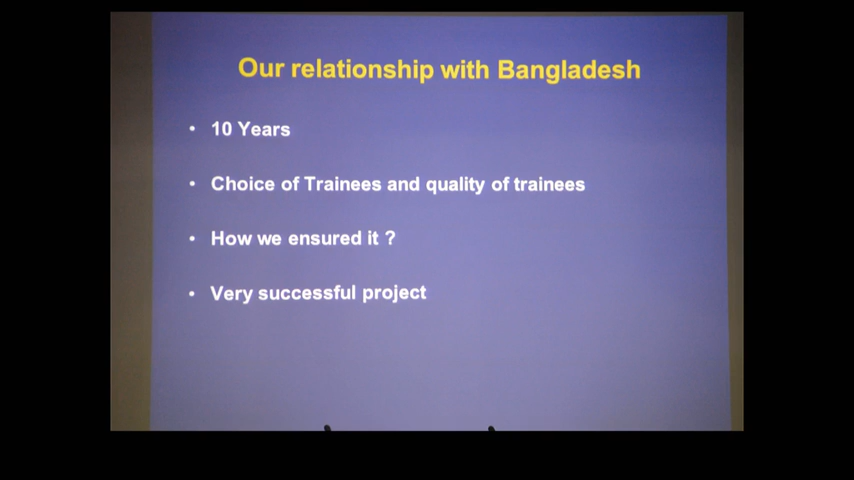 Our relationship with Bangladesh
• 10 Years
• Choice of Trainees and quality of trainees
• How we ensured it ?
• Very successful project